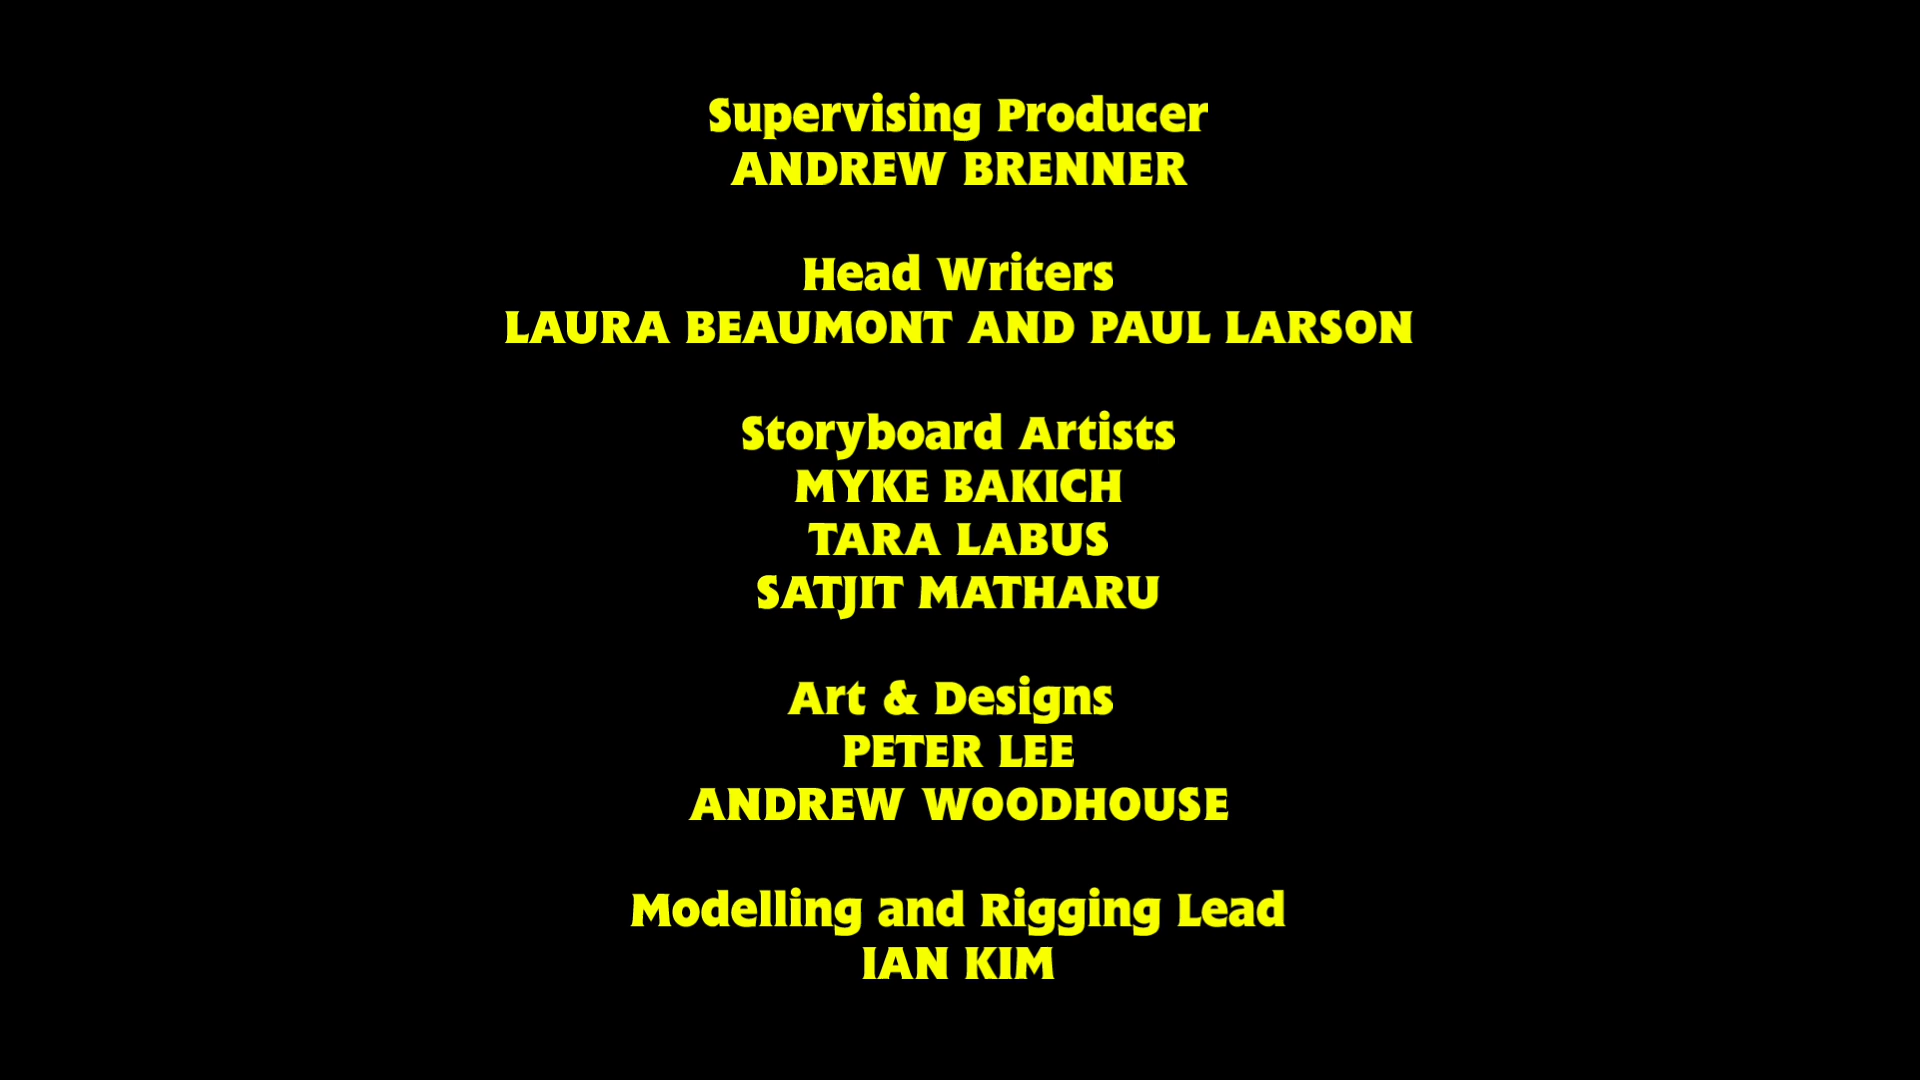 Supervising Producer
ANDREW BRENNER
Head Writers
LAURA BEAUMONT AND PAUL LARSON
Storyboard Artists
MYKE BAKICH
TARA LABUS
SATJIT MATHARU
Art & Designs
PETER LEE
ANDREW WOODHOUSE
Modelling and Rigging Lead
IAN KIM